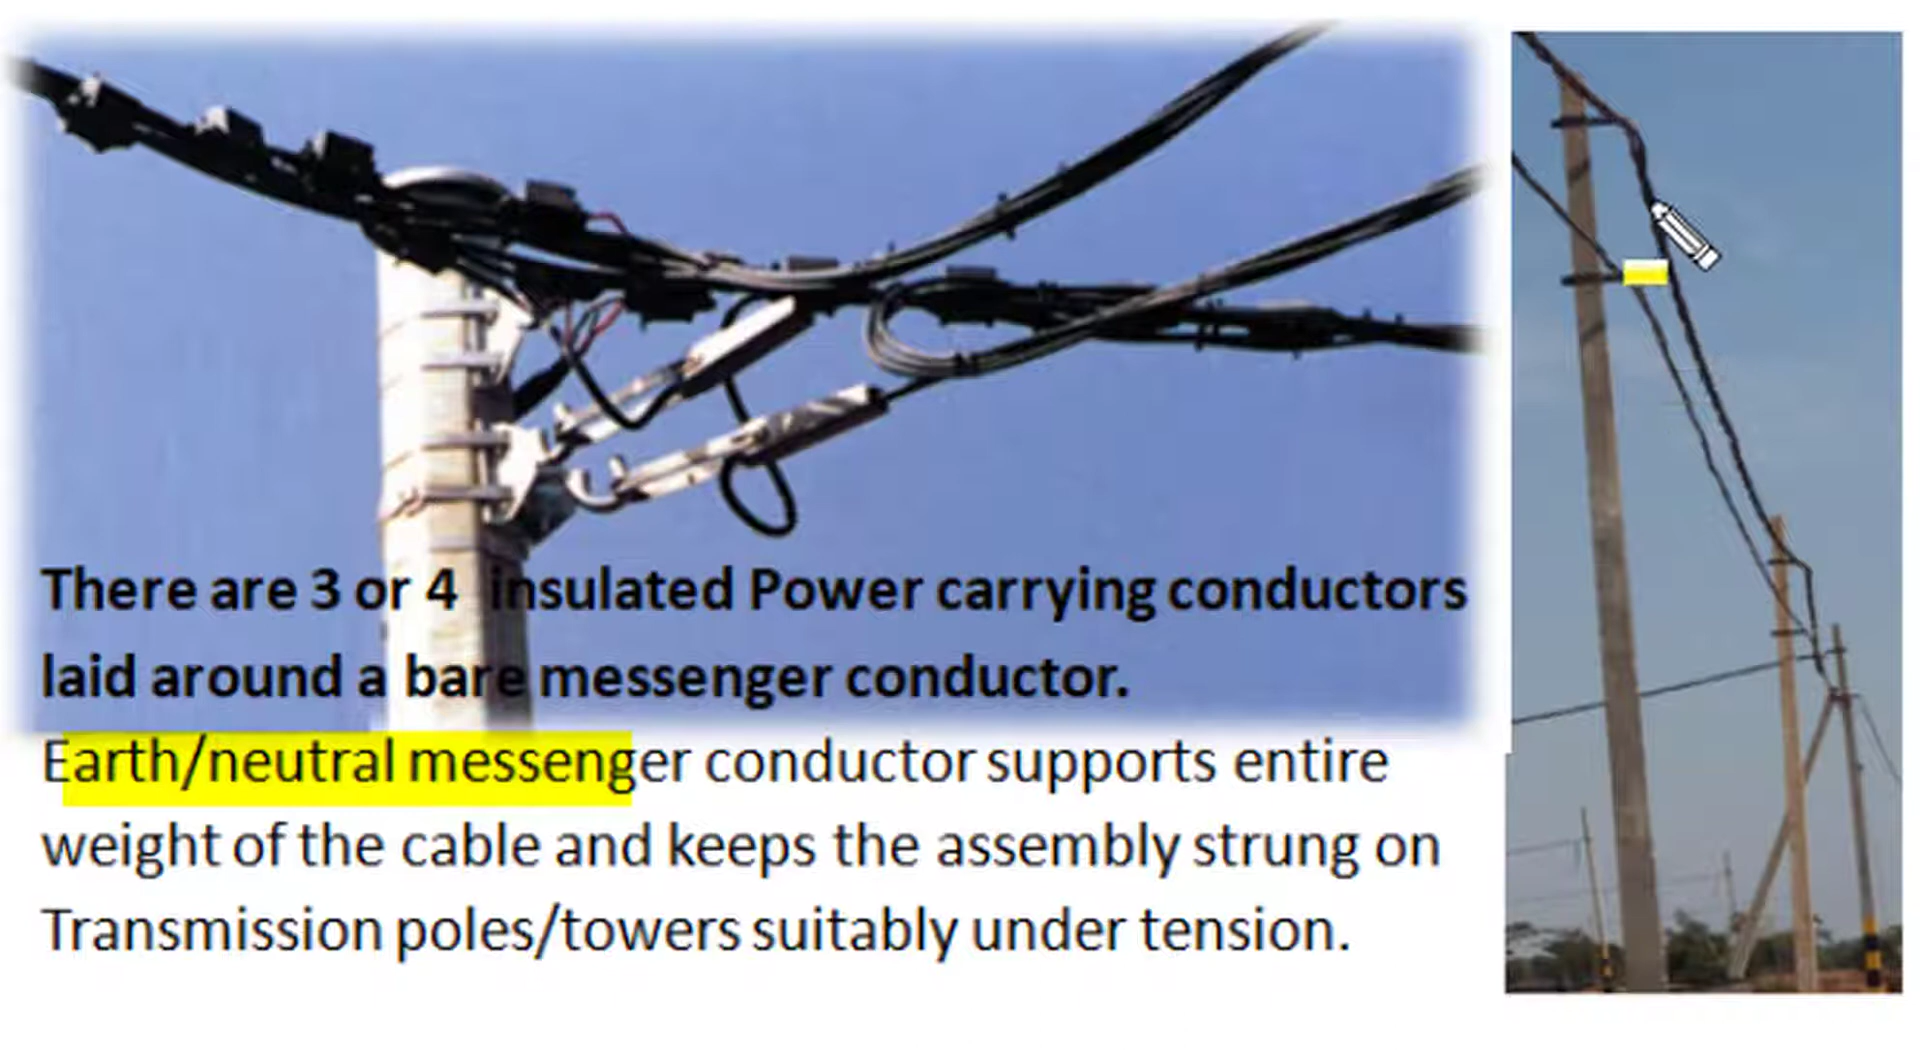 There are 3 or 4 insulated Power carrying conductors
laid around a bare messenger conductor.
Earth/neutral messenger conductor supports entire
weight of the cable and keeps the assembly strung on
Transmission poles/towers suitably under tension.